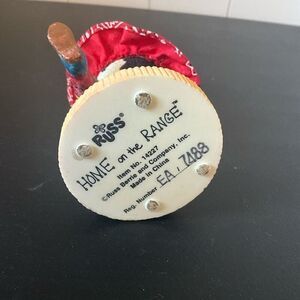 RUSS®
HOME on the RANGE™
Item No. 14227
©Russ Berrie and Company, Inc.
Made in China
Reg. Number EA / 7488